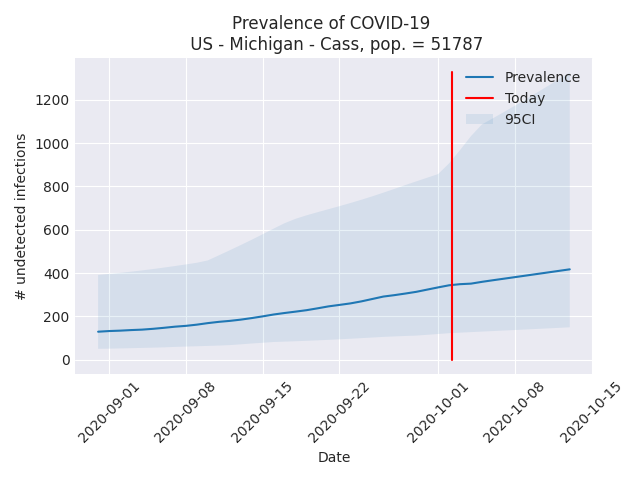 Prevalence of COVID-19
US - Michigan - Cass, pop. = 51787
Prevalence
Today
95CI
1200
1000
800
600
400
200
0
# undetected infections
2020-09-01
2020-09-08
2020-09-15
2020-09-22
2020-10-01
2020-10-08
2020-10-15
Date